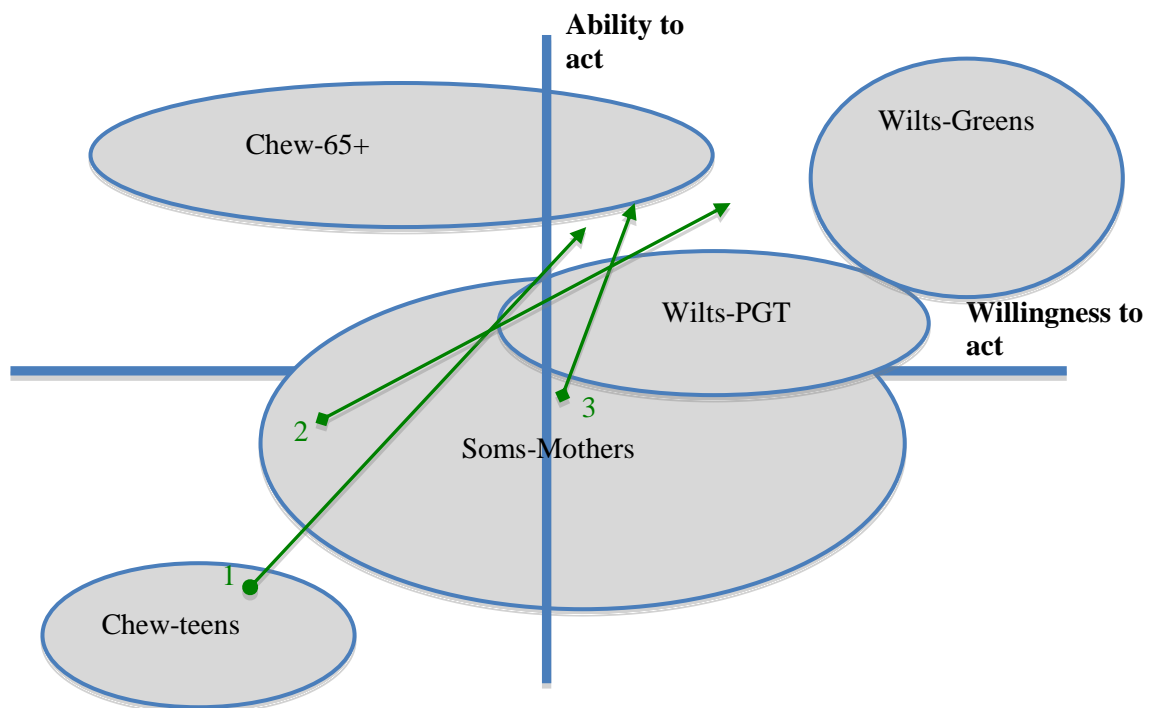 Ability to
act
Wilts-Greens
Chew-65+
Wilts-PGT
Willingness to
act
3
2
Soms-Mothers
1
Chew-teens